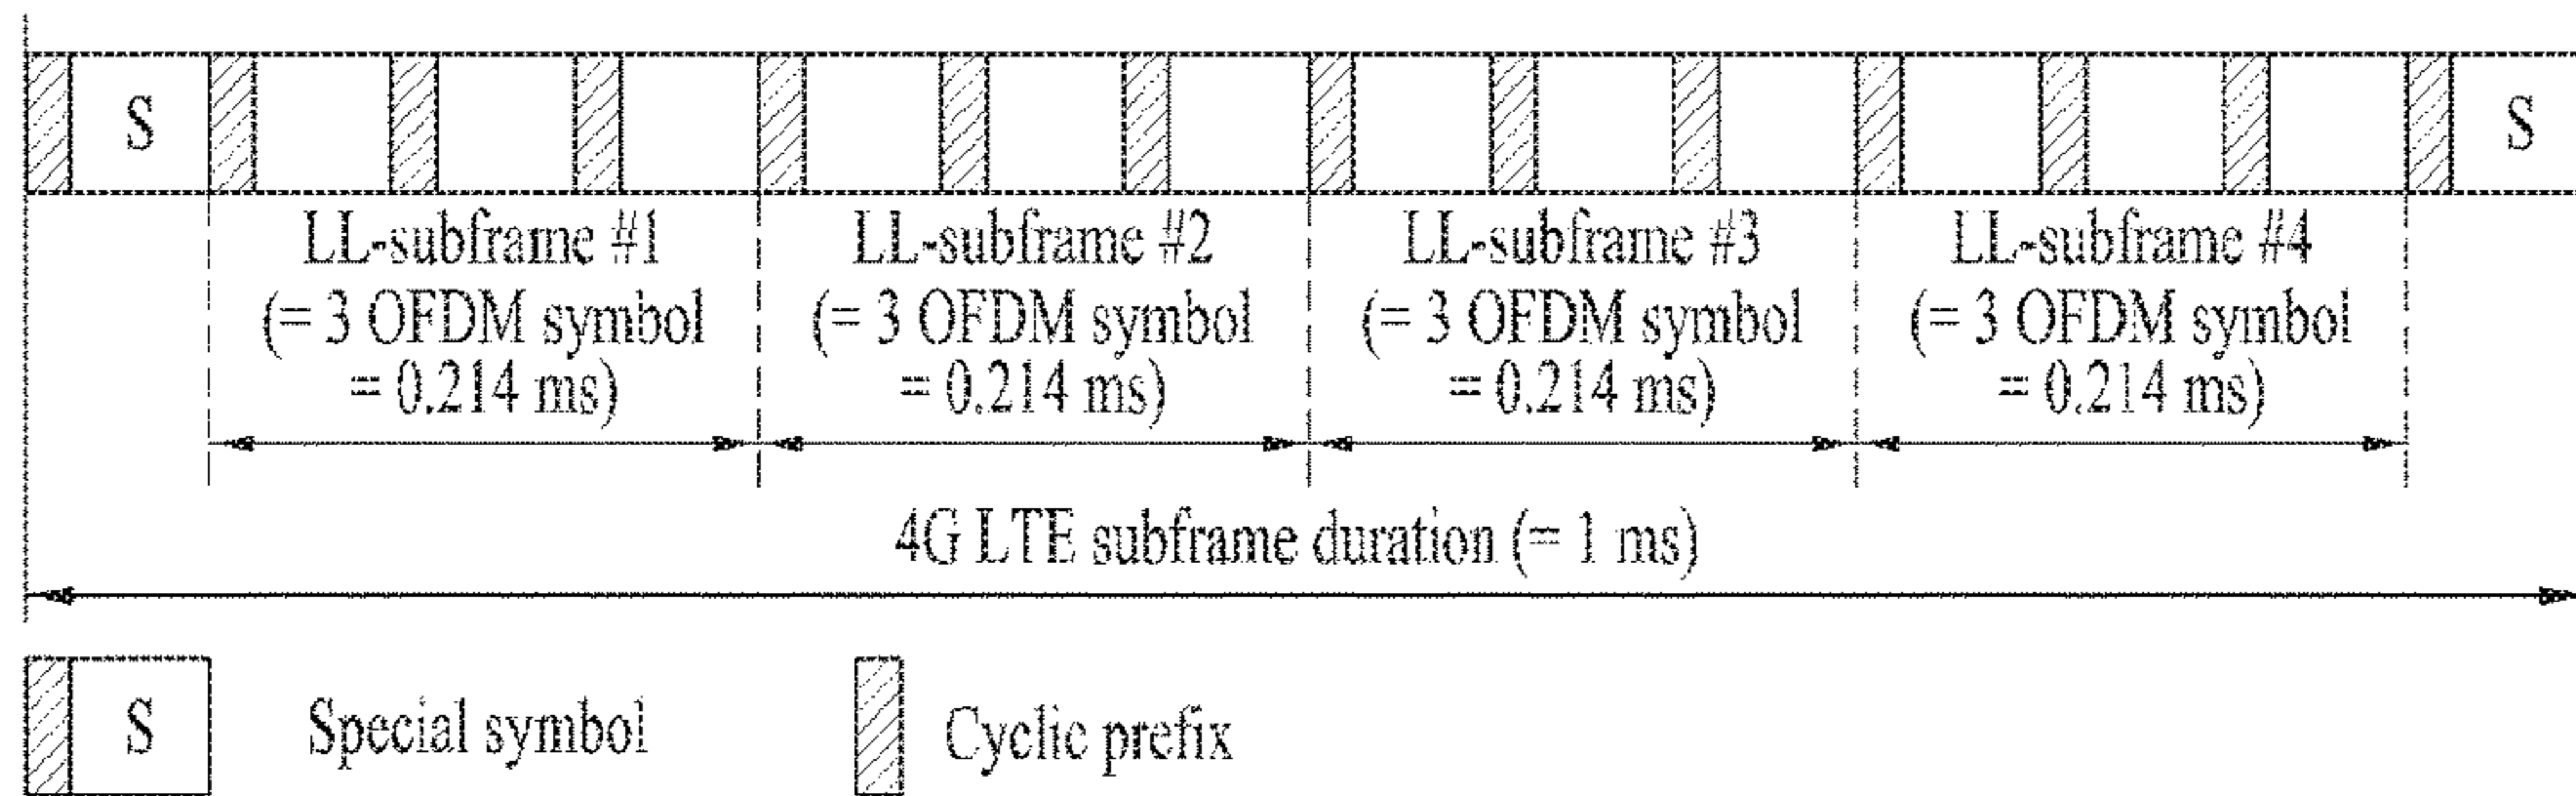 S S
LL-subframe #1 LL-subframe #2 LL-subframe #3 LL-subframe #4
(= 3 OFDM symbol (= 3 OFDM symbol (= 3 OFDM symbol (= 3 OFDM symbol
= 0.214 ms) = 0.214 ms) = 0.214 ms) = 0.214 ms)
4G LTE subframe duration (= 1 ms)
S Special symbol Cyclic prefix